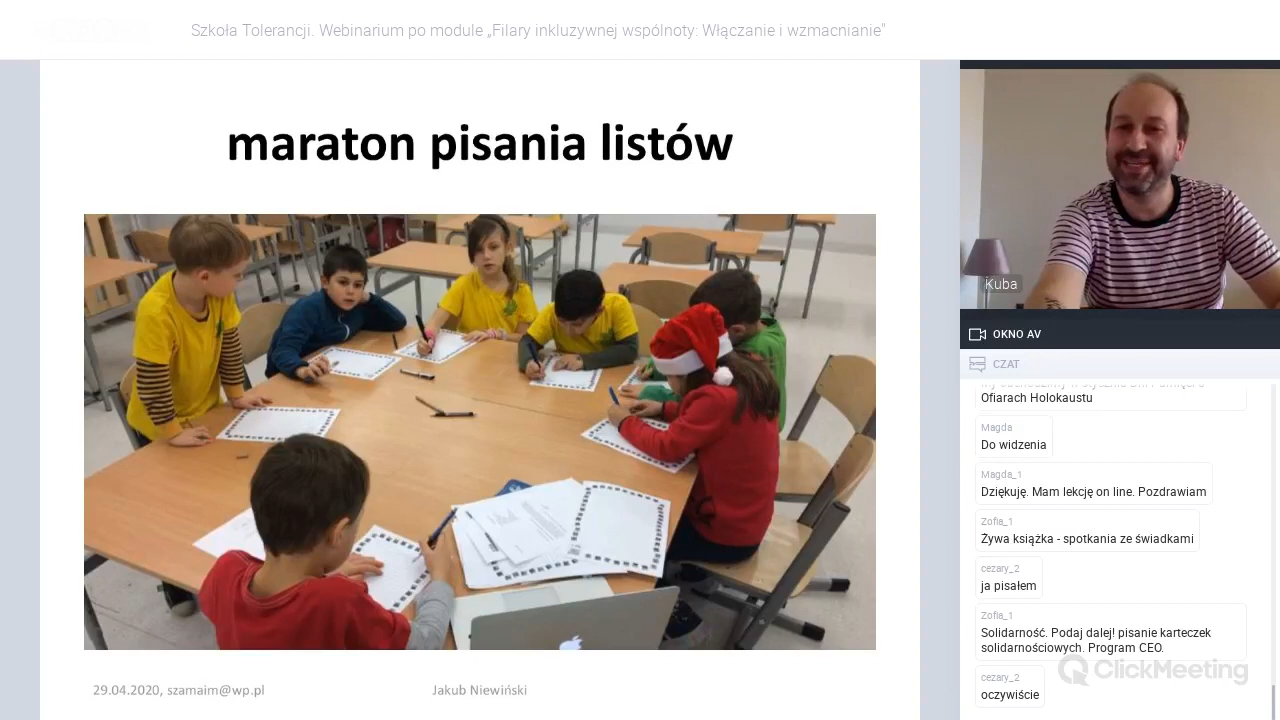 Szkoła Tolerancji. Webinarium po module „Filary inkluzywnej wspólnoty: Włączanie i wzmacnianie"
maraton pisania listów
29.04.2020, szamaim@wp.pl
Jakub Niewiński
Kuba
OKNO AV
CZAT
Ofiarach Holokaustu
Magda
Do widzenia
Magda_1
Dziękuję. Mam lekcję on line. Pozdrawiam
Zofia_1
Żywa książka - spotkania ze świadkami
cezary_2
ja pisałem
Zofia_1
Solidarność. Podaj dalej! pisanie karteczek
solidarnościowych. Program CEO.
ClickMeeting
cezary_2
oczywiście